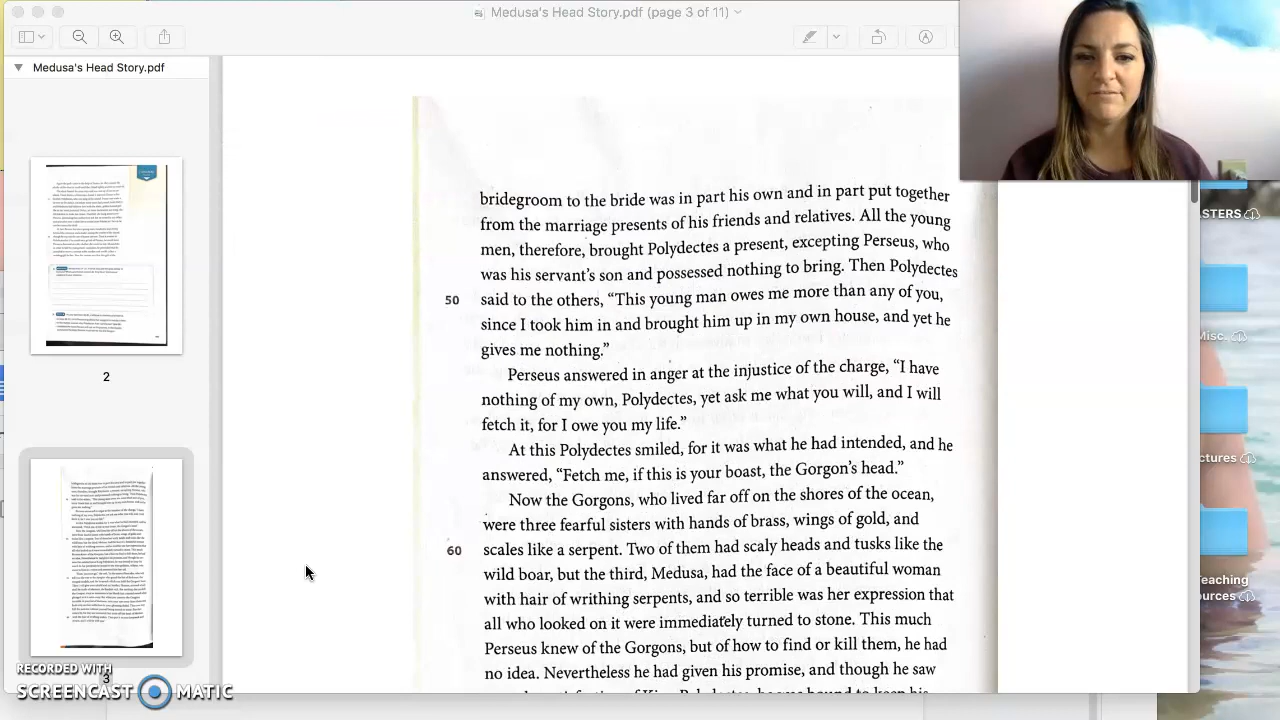 Medusa's Head Story.pdf (page 3 of 11)
Medusa's Head Story.pdf
to the bride was in part his own and in part put together
from the marriage presents of his friends and relatives. All the young
men, therefore, brought Polydectes a present, excepting Perseus, who
was his servant's son and possessed nothing to bring. Then Polydectes
50 said to the others, “This young man owes me more than any of you,
since I took him in and brought him up in my own house, and yet he
gives me nothing.”
Perseus answered in anger at the injustice of the charge, “I have
nothing of my own, Polydectes, yet ask me what you will, and I will
fetch it, for I owe you my life.”
At this Polydectes smiled, for it was what he had intended, and he
answered, “Fetch me, if this is your boast, the Gorgon's head.”
Now the Gorgons, who lived far off on the shores of the ocean,
were three fearful sisters with hands of brass, wings of gold, and
60 scales like a serpent. Two of them had scaly heads and tusks like the
wild boar, but the third, Medusa, had the face of a beautiful woman
with hair of writhing serpents, and so terrible was her expression that
all who looked on it were immediately turned to stone. This much
Perseus knew of the Gorgons, but of how to find or kill them, he had
no idea. Nevertheless he had given his promise, and though he saw
2
3
STERS
Misc.
ctures
Teaching
ources
RECORDED WITH
SCREENCAST MATIC